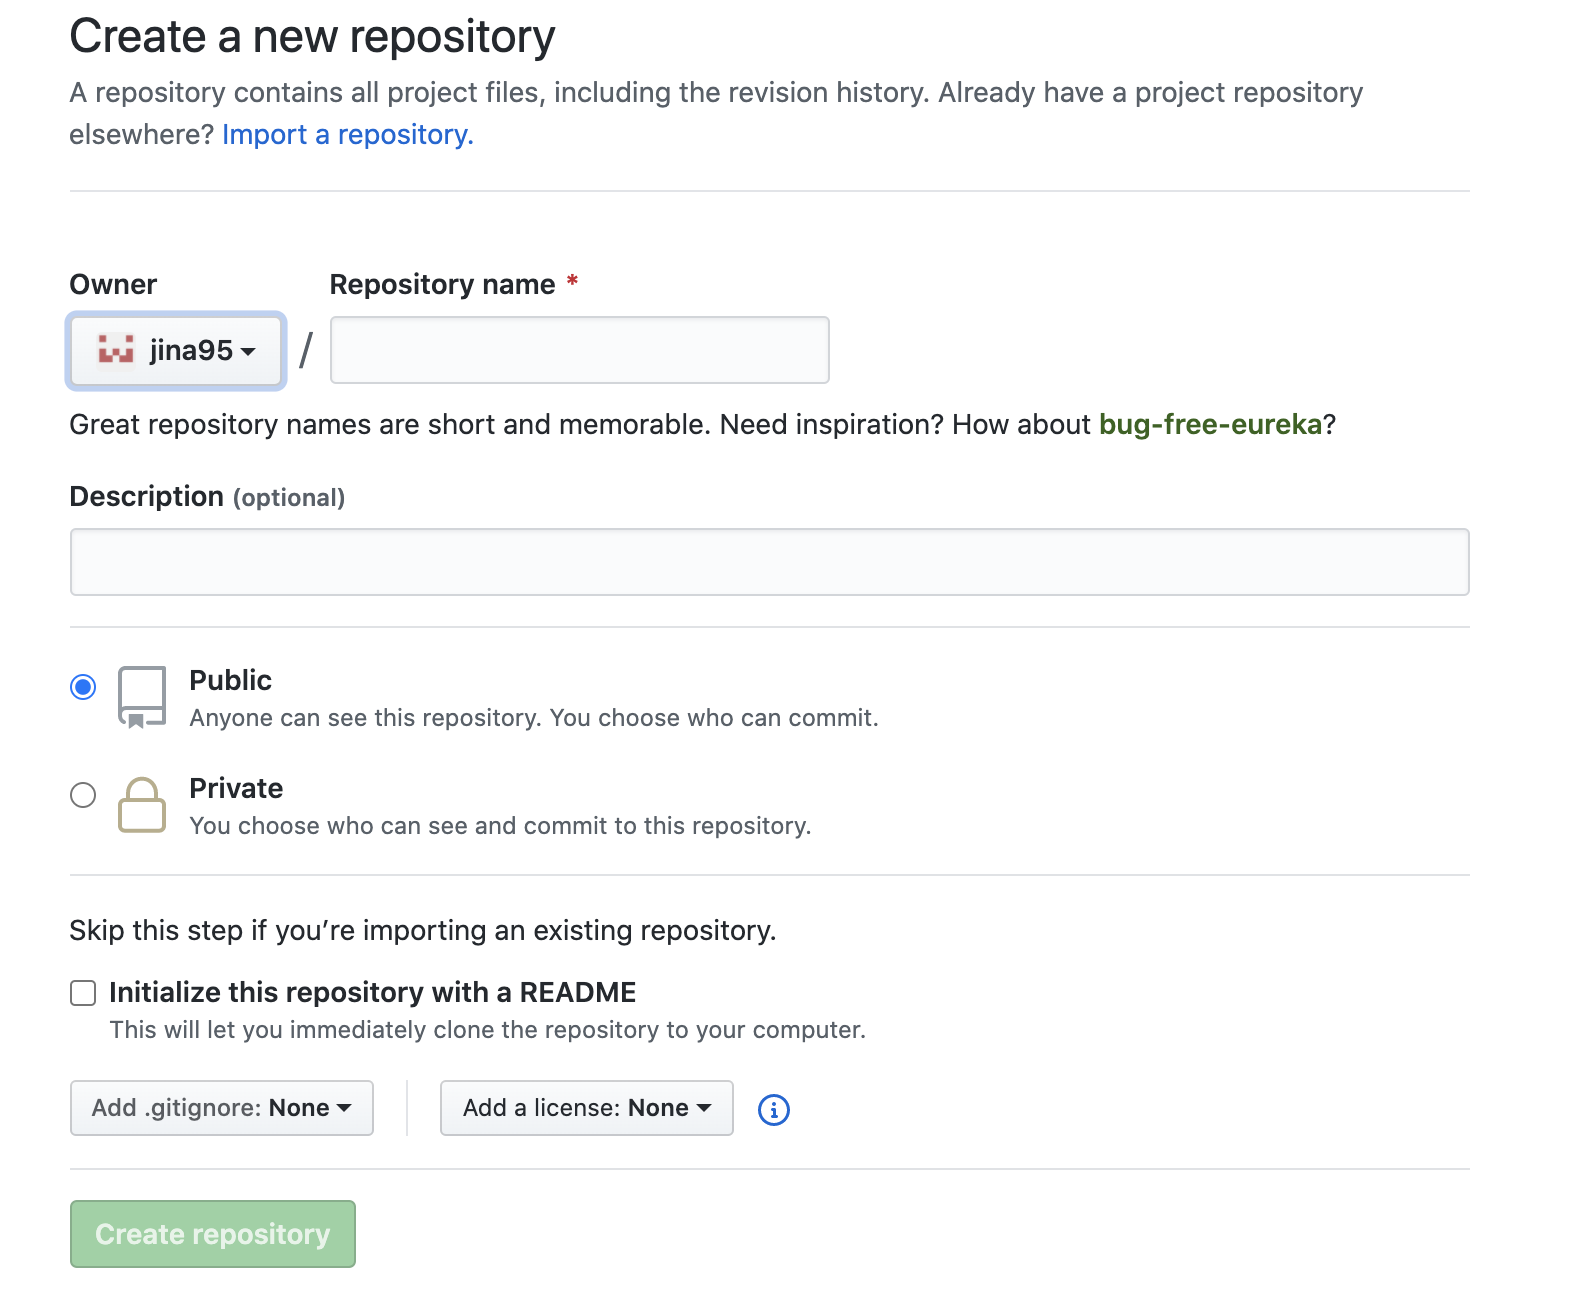 Create a new repository
A repository contains all project files, including the revision history. Already have a project repository
elsewhere? Import a repository.
Owner
Repository name *
jina95
/
Great repository names are short and memorable. Need inspiration? How about bug-free-eureka?
Description (optional)
Public
Anyone can see this repository. You choose who can commit.
Private
You choose who can see and commit to this repository.
Skip this step if you’re importing an existing repository.
Initialize this repository with a README
This will let you immediately clone the repository to your computer.
Add .gitignore: None
Add a license: None
Create repository